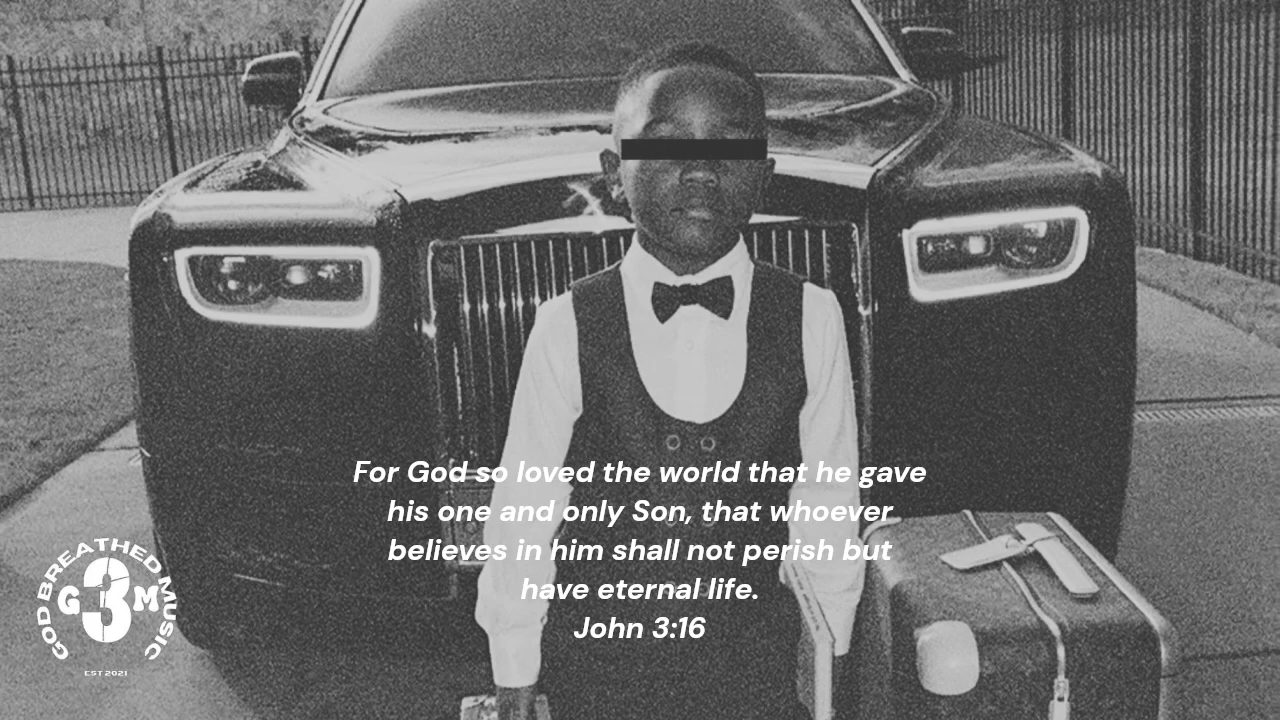 For God so loved the world that he gave
his one and only Son, that whoever
believes in him shall not perish but
have eternal life.
John 3:16
GOD BREATHED MUSIC
G3M
EST 2021